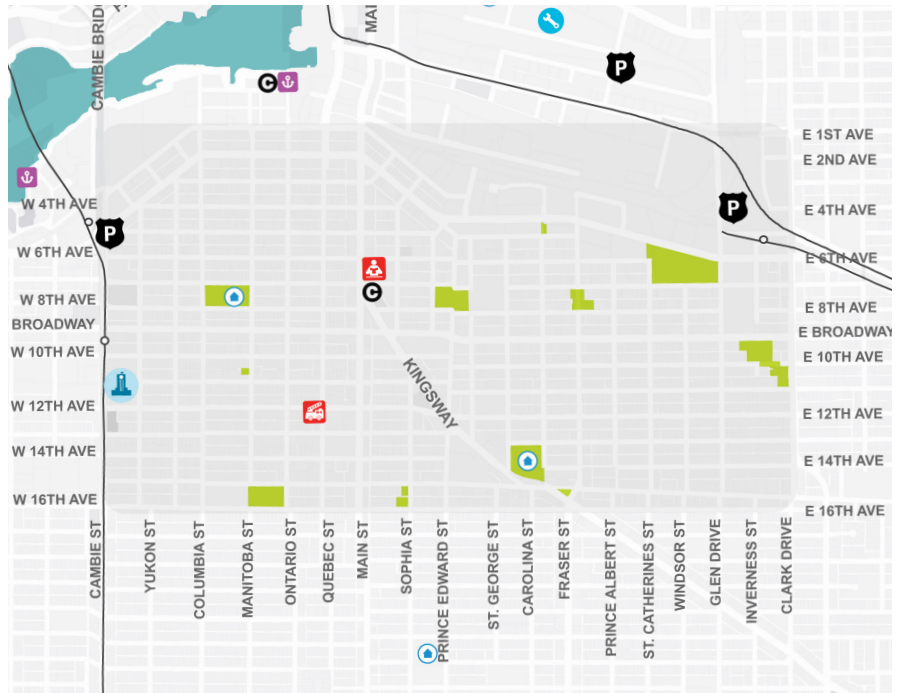 CAMBIE BRIDG
MAI
P
C
E 1ST AVE
E 2ND AVE
W 4TH AVE
P
E 4TH AVE
P
W 6TH AVE
E 6TH AVE
W 8TH AVE
C
E 8TH AVE
BROADWAY
E BROADWAY
W 10TH AVE
E 10TH AVE
KINGSWAY
W 12TH AVE
E 12TH AVE
W 14TH AVE
E 14TH AVE
W 16TH AVE
E 16TH AVE
CAMBIE ST
YUKON ST
COLUMBIA ST
MANITOBA ST
ONTARIO ST
QUEBEC ST
MAIN ST
SOPHIA ST
PRINCE EDWARD ST
ST. GEORGE ST
CAROLINA ST
FRASER ST
PRINCE ALBERT ST
ST. CATHERINES ST
WINDSOR ST
GLEN DRIVE
INVERNESS ST
CLARK DRIVE